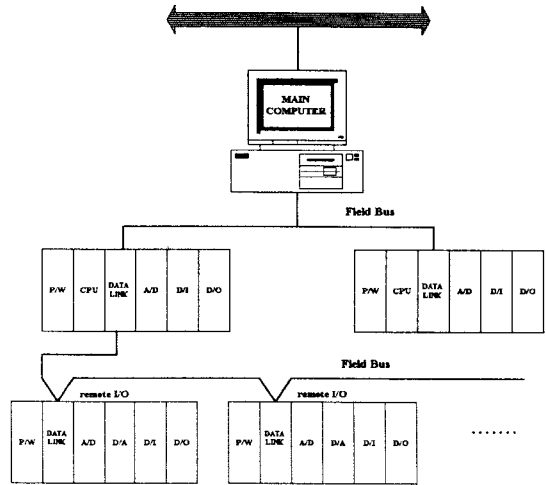 MAIN
COMPUTER
Field Bus
P/W CPU DATA LINK A/D D/I D/O
P/W CPU DATA LINK A/D D/I D/O
Field Bus
remote I/O
remote I/O
P/W DATA LINK A/D D/A D/I D/O
P/W DATA LINK A/D D/A D/I D/O
.......